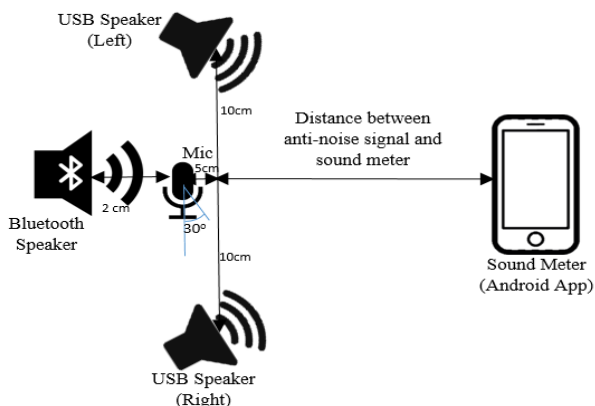 USB Speaker
(Left)
10cm
Distance between
anti-noise signal and
sound meter
Mic
5cm
2 cm
Bluetooth
Speaker
30°
10cm
Sound Meter
(Android App)
USB Speaker
(Right)